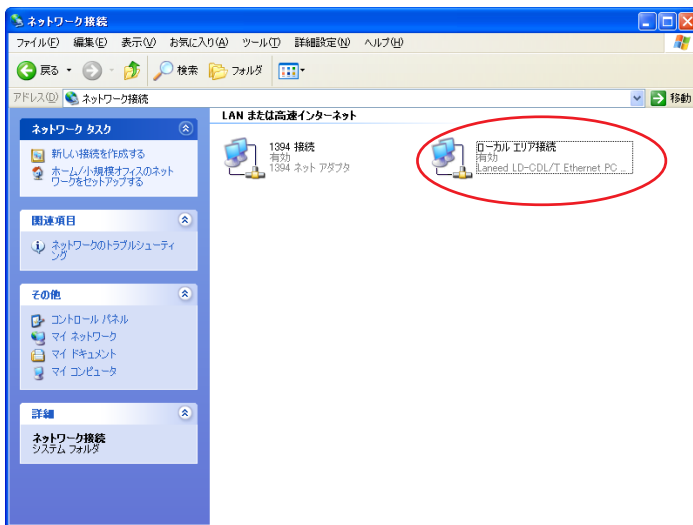 ネットワーク接続
ファイル(F) 編集(E) 表示(V) お気に入り(A) ツール(T) 詳細設定(N) ヘルプ(H)
戻る 検索 フォルダ
アドレス(D) ネットワーク接続 移動
ネットワーク タスク
新しい接続を作成する
ホーム/小規模オフィスのネット
ワークをセットアップする
関連項目
ネットワークのトラブルシューティ
ング
その他
コントロール パネル
マイ ネットワーク
マイ ドキュメント
マイ コンピュータ
詳細
ネットワーク接続
システム フォルダ
LAN または高速インターネット
1394 接続
有効
1394 ネット アダプタ
ローカル エリア接続
有効
Laneed LD-CDL/T Ethernet PC ...